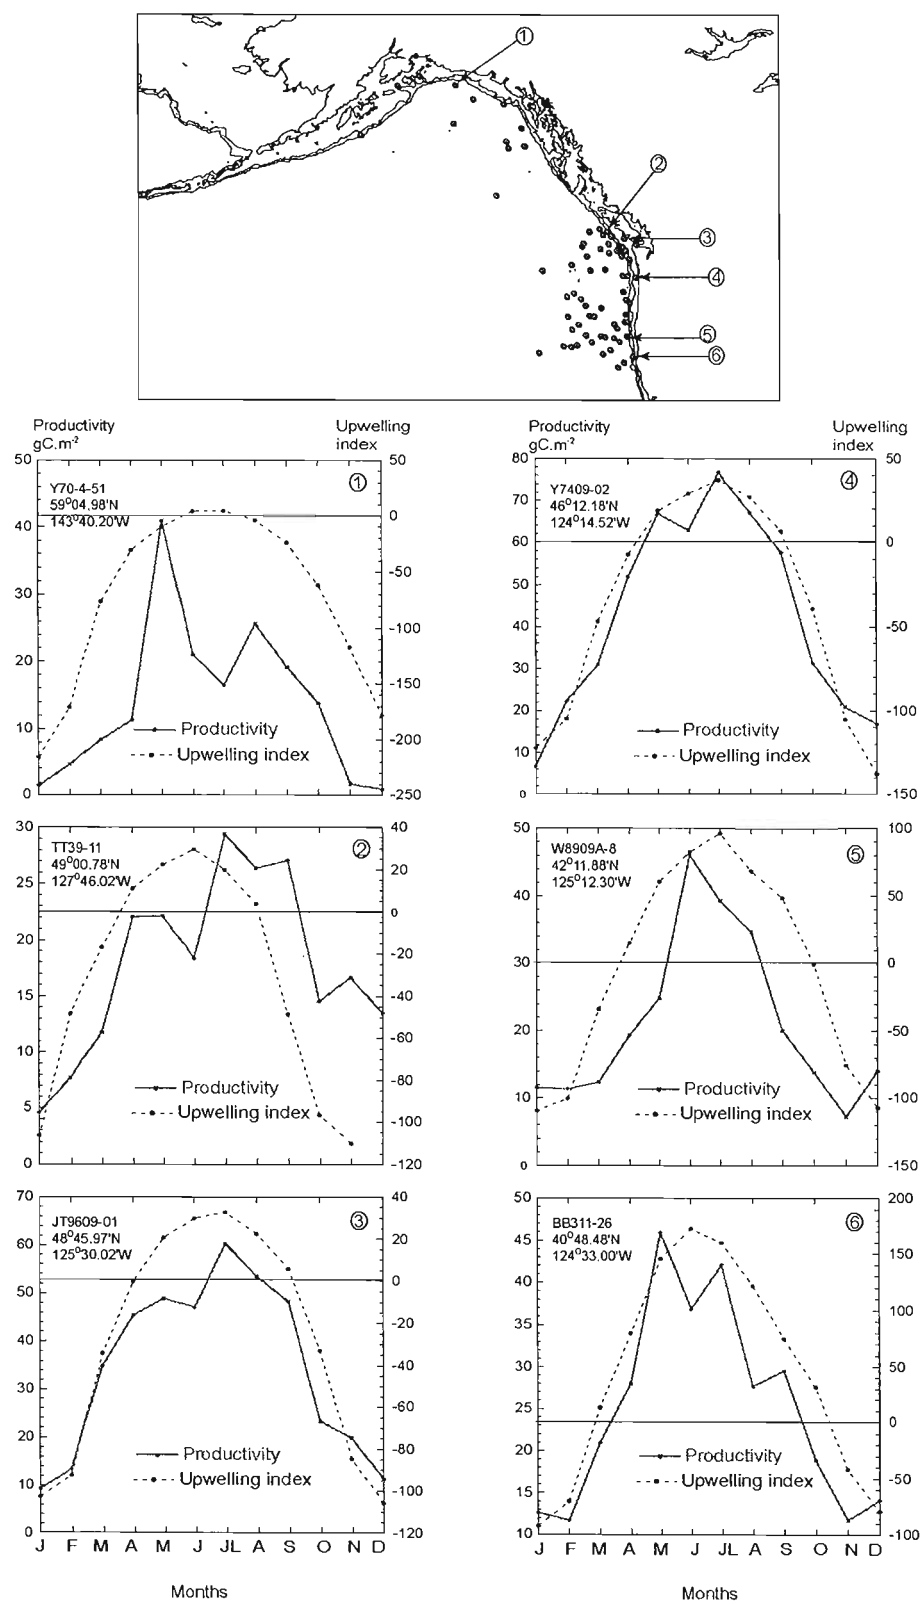 ①
②
③
④
⑤
⑥
Productivity
gC.m-2
Upwelling
index
50
40
30
20
10
0
Y70-4-51
59°04.98'N
143°40.20'W
①
50
0
-50
-100
-150
-200
-250
Productivity
Upwelling index
Productivity
gC.m-2
Upwelling
index
80
70
60
50
40
30
20
10
0
Y7409-02
46°12.18'N
124°14.52'W
④
50
0
-50
-100
-150
Productivity
Upwelling index
30
25
20
15
10
5
0
TT39-11
49°00.78'N
127°46.02'W
②
40
20
0
-20
-40
-60
-80
-100
-120
Productivity
Upwelling index
50
40
30
20
10
0
W8909A-8
42°11.88'N
125°12.30'W
⑤
100
50
0
-50
-100
-150
Productivity
Upwelling index
70
60
50
40
30
20
10
0
JT9609-01
48°45.97'N
125°30.02'W
③
40
20
0
-20
-40
-60
-80
-100
-120
Productivity
Upwelling index
J F M A M J JL A S O N D
Months
50
45
40
35
30
25
20
15
10
BB311-26
40°48.48'N
124°33.00'W
⑥
200
150
100
50
0
-50
-100
Productivity
Upwelling index
J F M A M J JL A S O N D
Months